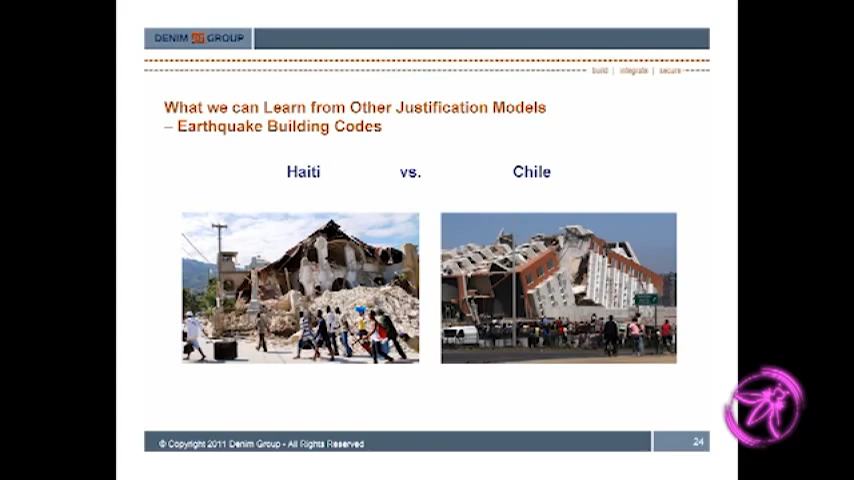 DENIM GROUP
build | integrate | secure
What we can Learn from Other Justification Models
– Earthquake Building Codes
Haiti vs. Chile
© Copyright 2011 Denim Group - All Rights Reserved
24